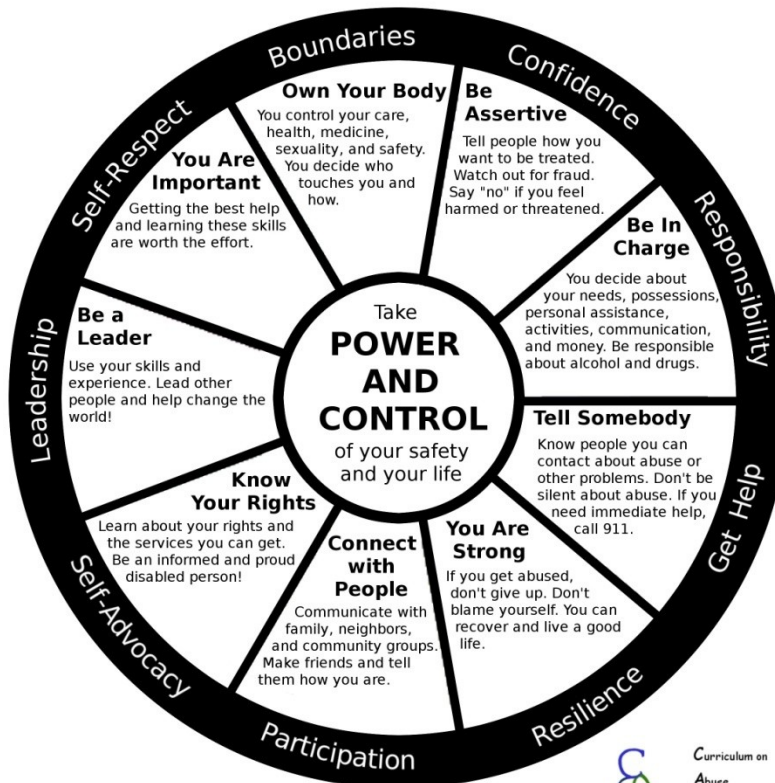 Boundaries
Own Your Body
You control your care,
health, medicine,
sexuality, and safety.
You decide who
touches you and
how.
Confidence
Be
Assertive
Tell people how you
want to be treated.
Watch out for fraud.
Say "no" if you feel
harmed or threatened.
Responsibility
Be In
Charge
You decide about
your needs, possessions,
personal assistance,
activities, communication,
and money. Be responsible
about alcohol and drugs.
Get Help
Tell Somebody
Know people you can
contact about abuse or
other problems. Don't be
silent about abuse. If you
need immediate help,
call 911.
Resilience
You Are
Strong
If you get abused,
don't give up. Don't
blame yourself. You can
recover and live a good
life.
Participation
Connect
with
People
Communicate with
family, neighbors,
and community groups.
Make friends and tell
them how you are.
Self-Advocacy
Know
Your Rights
Learn about your rights and
the services you can get.
Be an informed and proud
disabled person!
Leadership
Be a
Leader
Use your skills and
experience. Lead other
people and help change the
world!
Self-Respect
You Are
Important
Getting the best help
and learning these skills
are worth the effort.
Take
POWER
AND
CONTROL
of your safety
and your life
Curriculum on
Abuse